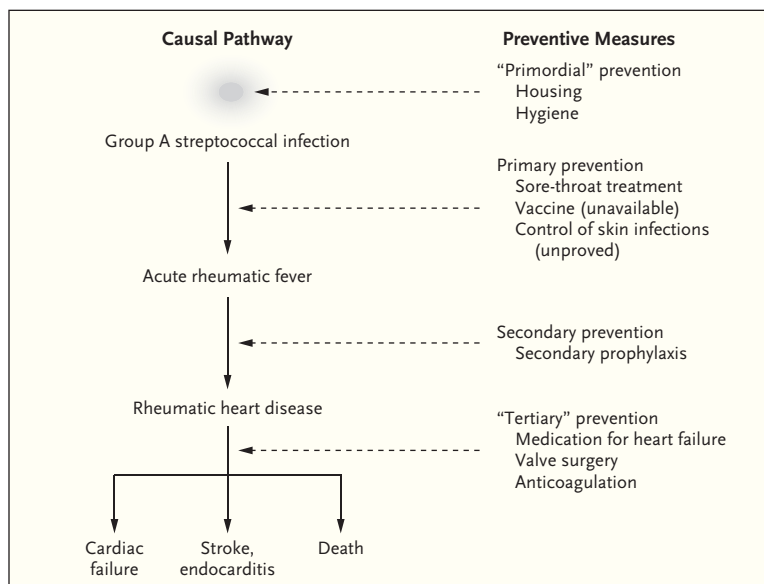 Causal Pathway
Preventive Measures
“Primordial” prevention
Housing
Hygiene
Group A streptococcal infection
Primary prevention
Sore-throat treatment
Vaccine (unavailable)
Control of skin infections
(unproved)
Acute rheumatic fever
Secondary prevention
Secondary prophylaxis
Rheumatic heart disease
“Tertiary” prevention
Medication for heart failure
Valve surgery
Anticoagulation
Cardiac
failure
Stroke,
endocarditis
Death